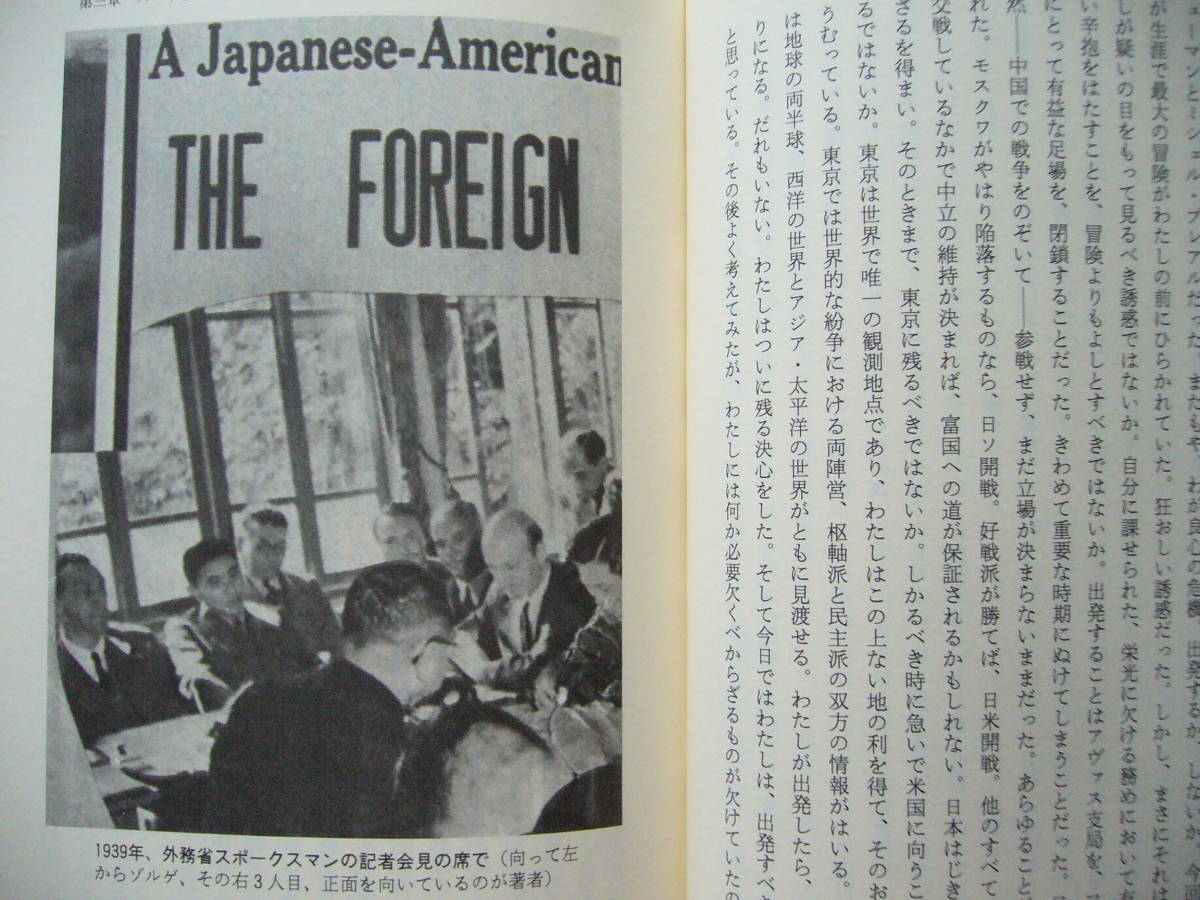 ューマンとミシェル・ だった。またもや、わが良心の危機、出発するか、しないか、今回
が生涯で最大の冒険がわたしの前にひらかれていた。狂おしい誘惑だった。しかし、まさにそれは
しが疑いの目をもって見るべき誘惑ではないか。自分に課せられた、栄光に欠ける務めにおいて
い辛抱をはたすことを、冒険よりもよしとすべきではないか。出発することはアヴァス支局を、
にとって有益な足場を、閉鎖することだった。きわめて重要な時期にぬけてしまうことだった。
然――中国での戦争をのぞいて――参戦せず、まだ立場が決まらないままだった。あらゆること
れた。モスクワがやはり陥落するものなら、日ソ開戦。好戦派が勝てば、日米開戦。他のすべて
交戦しているなかで中立の維持が決まれば、富国への道が保証されるかもしれない。日本はじき
ざるを得まい。そのときまで、東京に残るべきではないか。しかるべき時に急いで米国に向うこ
るではないか。東京は世界で唯一の観測地点であり、わたしはこの上ない地の利を得て、そのお
うむっている。東京では世界的な紛争における両陣営、枢軸派と民主派の双方の情報がはいる。
は地球の両半球、西洋の世界とアジア・太平洋の世界がともに見渡せる。わたしが出発したら、
りになる。だれもいない。わたしはついに残る決心をした。そして今日ではわたしは、出発すべき
と思っている。その後よく考えてみたが、わたしには何か必要欠くべからざるものが欠けていたの
第三章
A Japanese-American
THE FOREIGN
1939年、外務省スポークスマンの記者会見の席で（向って左
からゾルゲ、その右3人目、正面を向いているのが著者）